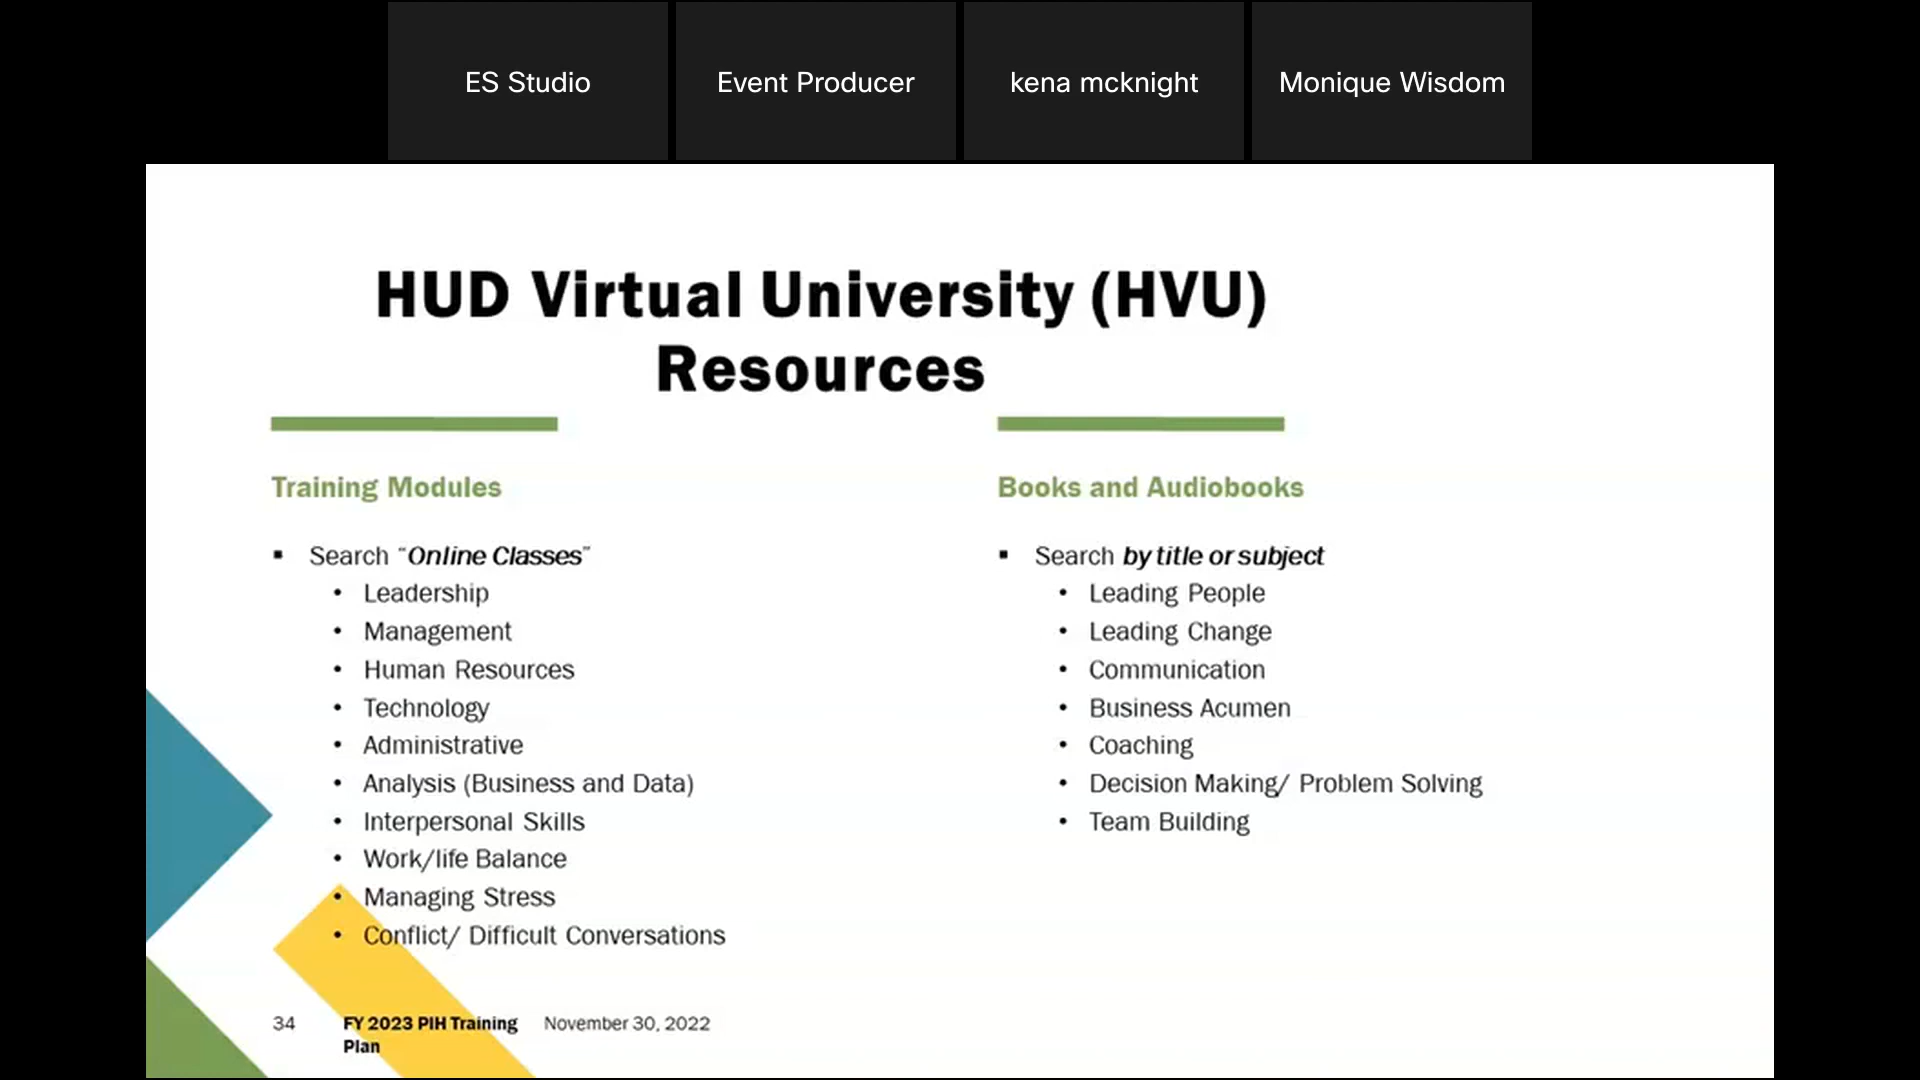 ES Studio
Event Producer
kena mcknight
Monique Wisdom
HUD Virtual University (HVU)
Resources
Training Modules
▪ Search “Online Classes”
• Leadership
• Management
• Human Resources
• Technology
• Administrative
• Analysis (Business and Data)
• Interpersonal Skills
• Work/life Balance
• Managing Stress
• Conflict/ Difficult Conversations
Books and Audiobooks
▪ Search by title or subject
• Leading People
• Leading Change
• Communication
• Business Acumen
• Coaching
• Decision Making/ Problem Solving
• Team Building
34
FY 2023 PIH Training
Plan
November 30, 2022